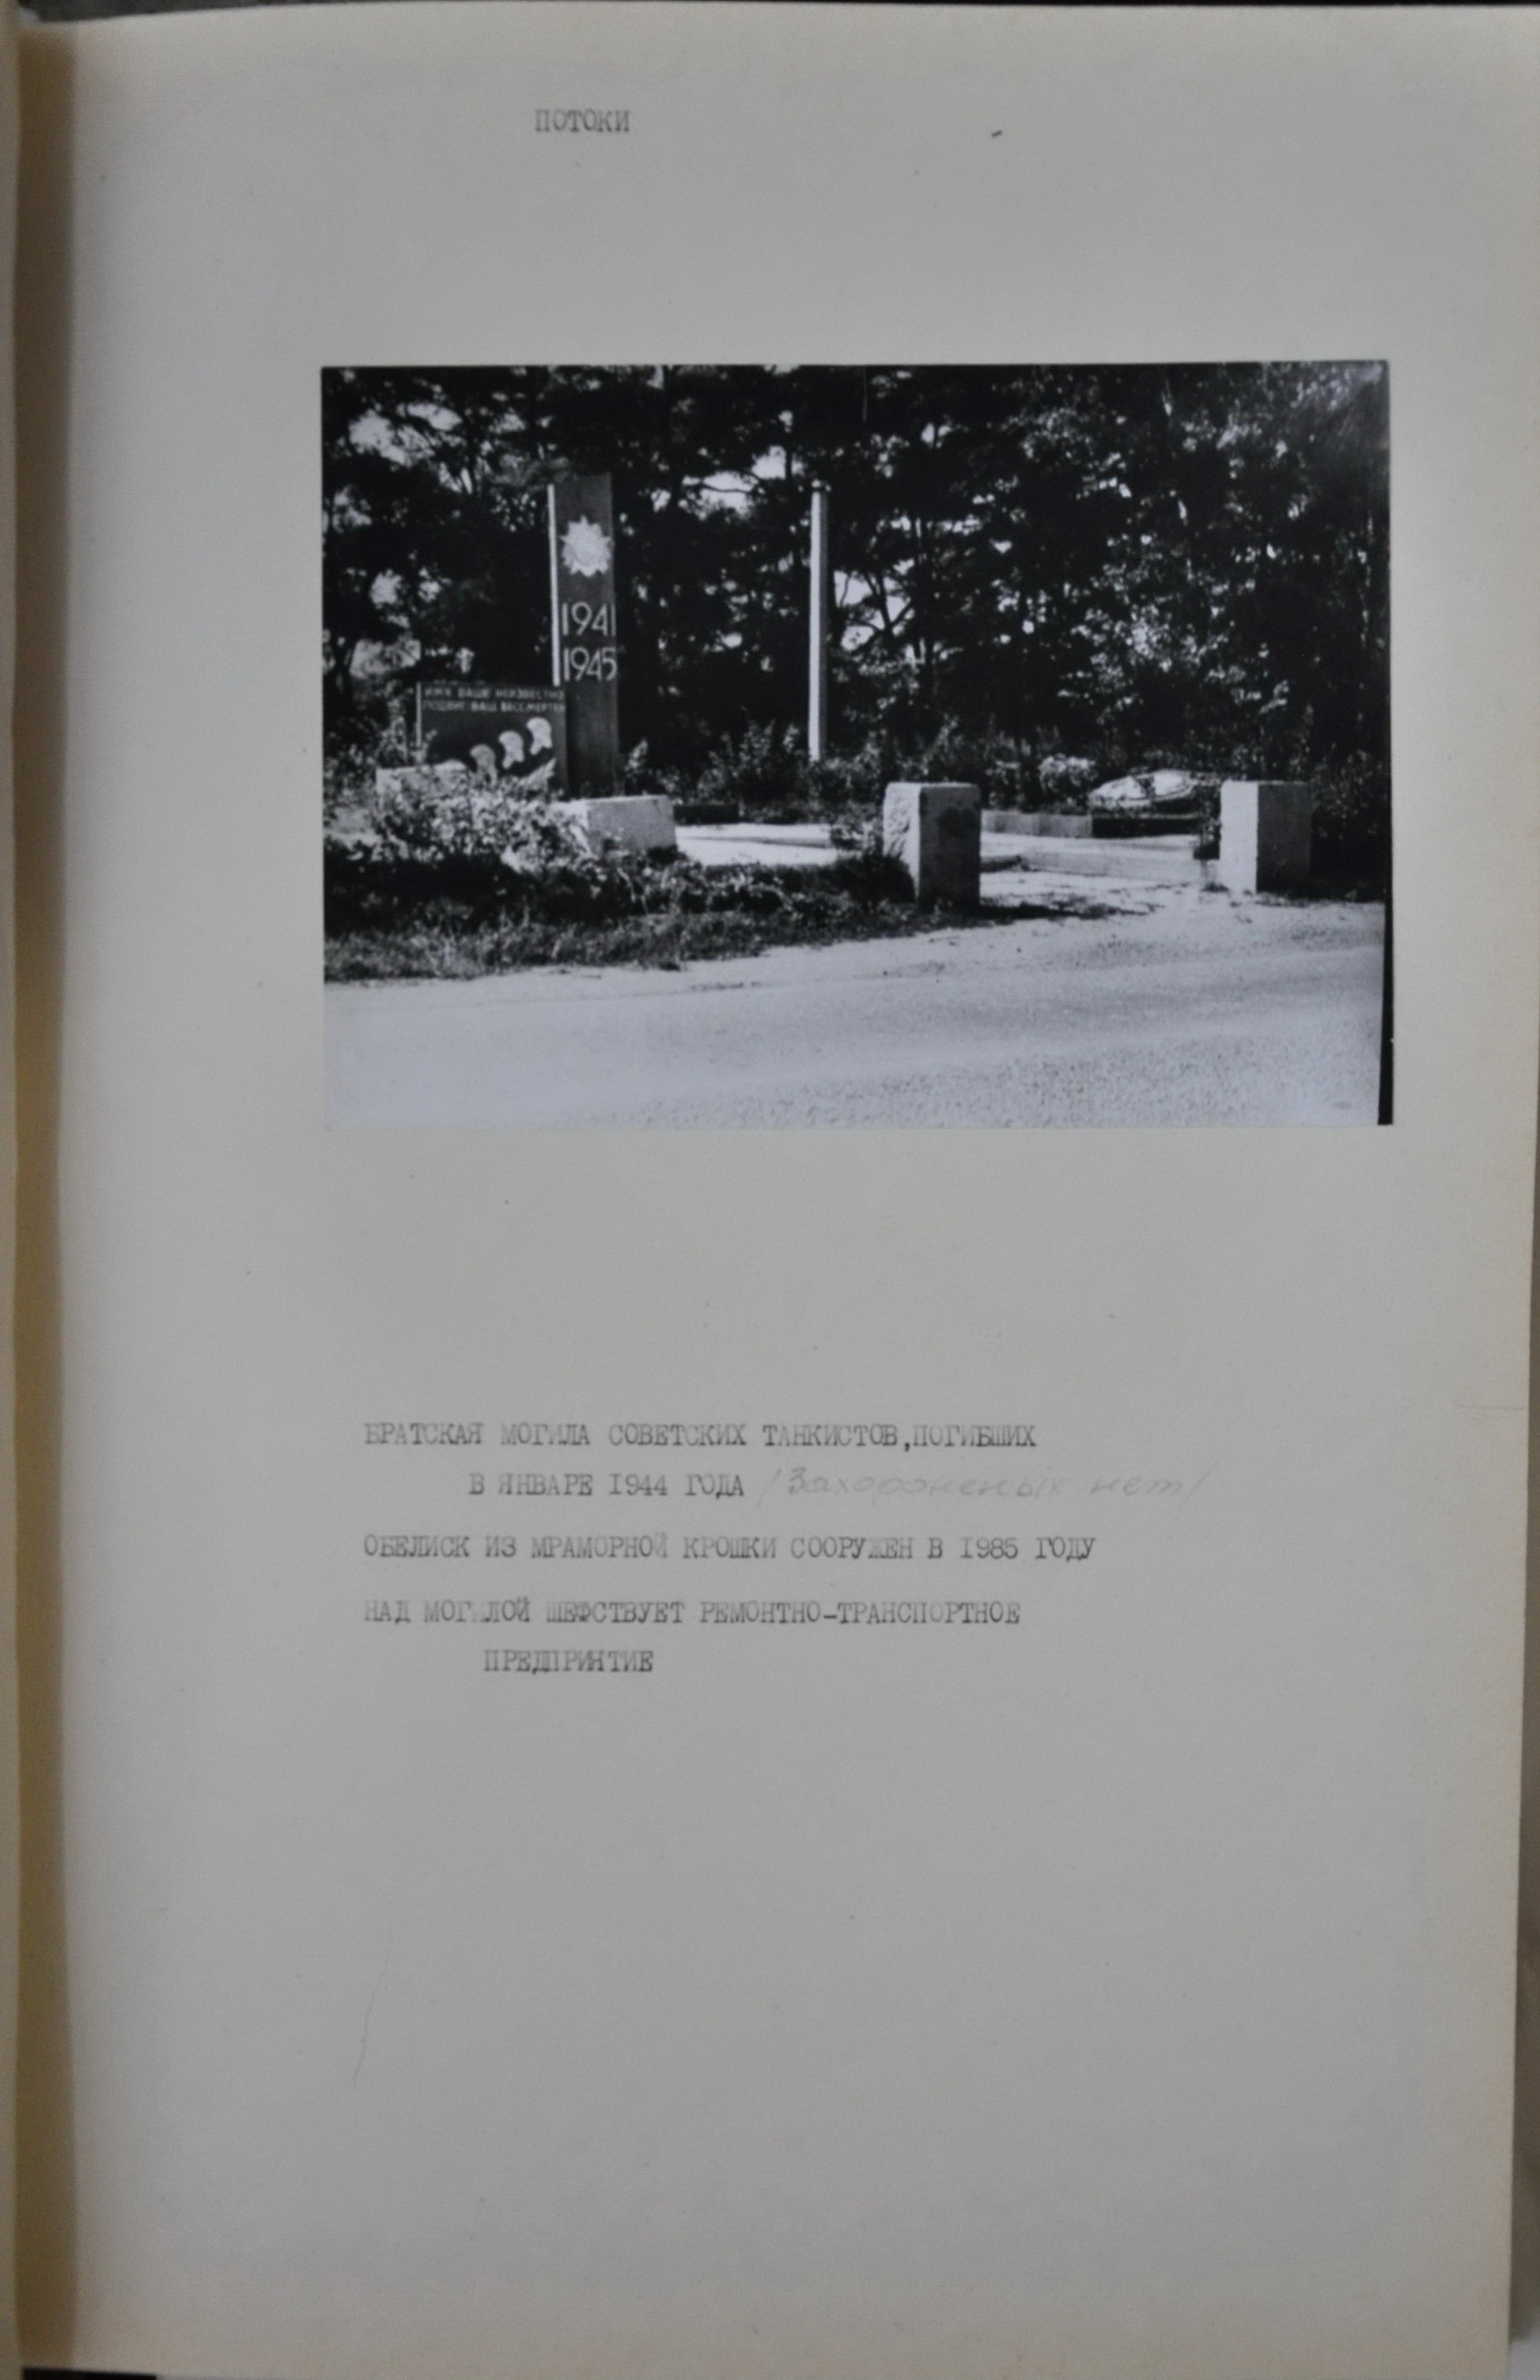 ПОТОКИ
1941
1945
ИМЯ ВАШЕ НЕИЗВЕСТНО
ПОДВИГ ВАШ БЕССМЕРТЕН
БРАТСКАЯ МОГИЛА СОВЕТСКИХ ТАНКИСТОВ,ПОГИБШИХ
В ЯНВАРЕ 1944 ГОДА /Захороненых нет/
ОБЕЛИСК ИЗ МРАМОРНОЙ КРОШКИ СООРУЖЕН В 1985 ГОДУ
НАД МОГИЛОЙ ШЕФСТВУЕТ РЕМОНТНО-ТРАНСПОРТНОЕ
ПРЕДПРИЯТИЕ